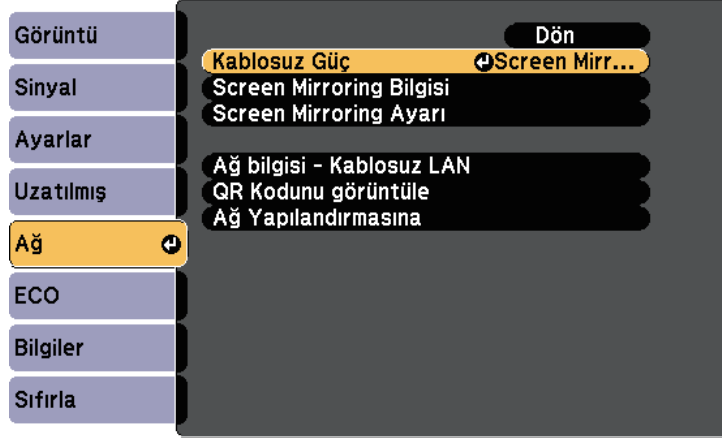 Görüntü
Sinyal
Ayarlar
Uzatılmış
Ağ
ECO
Bilgiler
Sıfırla
Dön
Kablosuz Güç Screen Mirr...
Screen Mirroring Bilgisi
Screen Mirroring Ayarı
Ağ bilgisi - Kablosuz LAN
QR Kodunu görüntüle
Ağ Yapılandırmasına